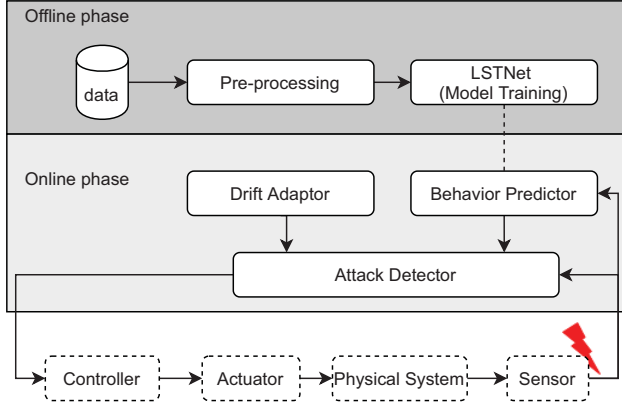 Offline phase
data
Pre-processing
LSTNet
(Model Training)
Online phase
Drift Adaptor
Behavior Predictor
Attack Detector
Controller
Actuator
Physical System
Sensor